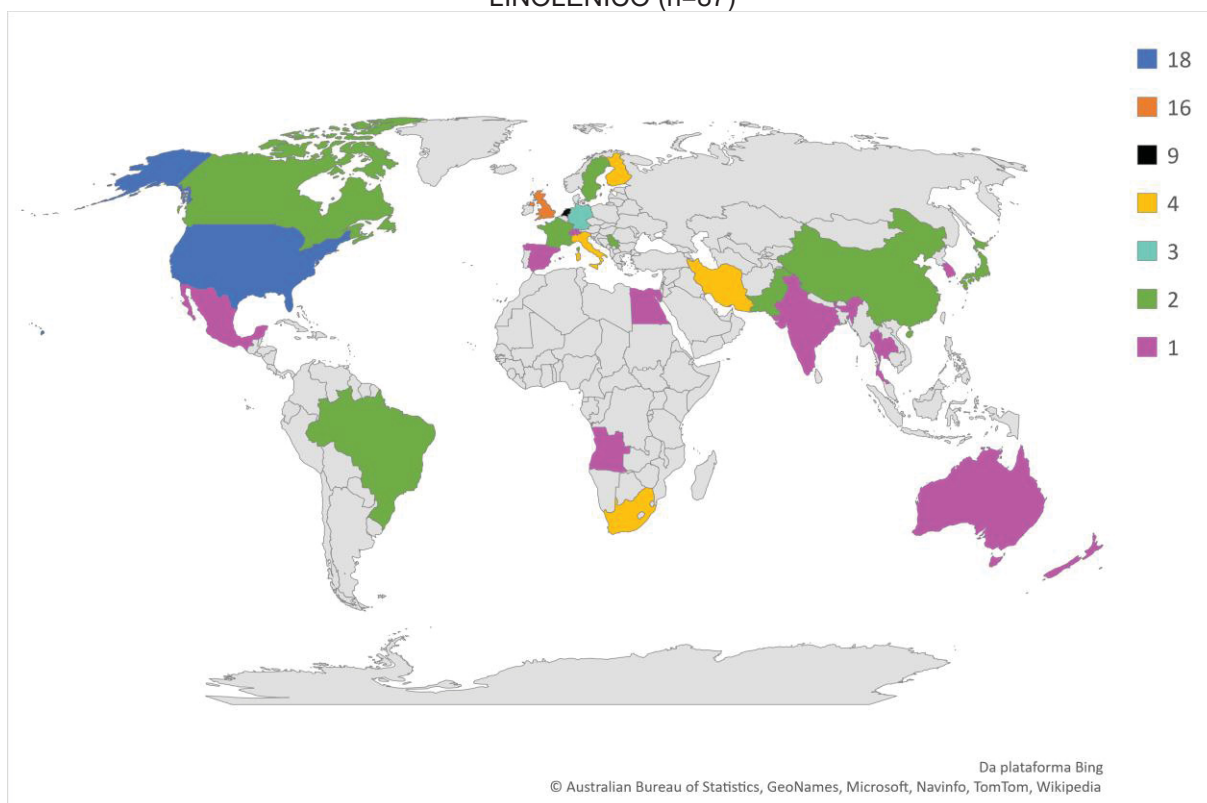 LINOLENICO
18
16
9
4
3
2
1
Da plataforma Bing
© Australian Bureau of Statistics, GeoNames, Microsoft, Navinfo, TomTom, Wikipedia